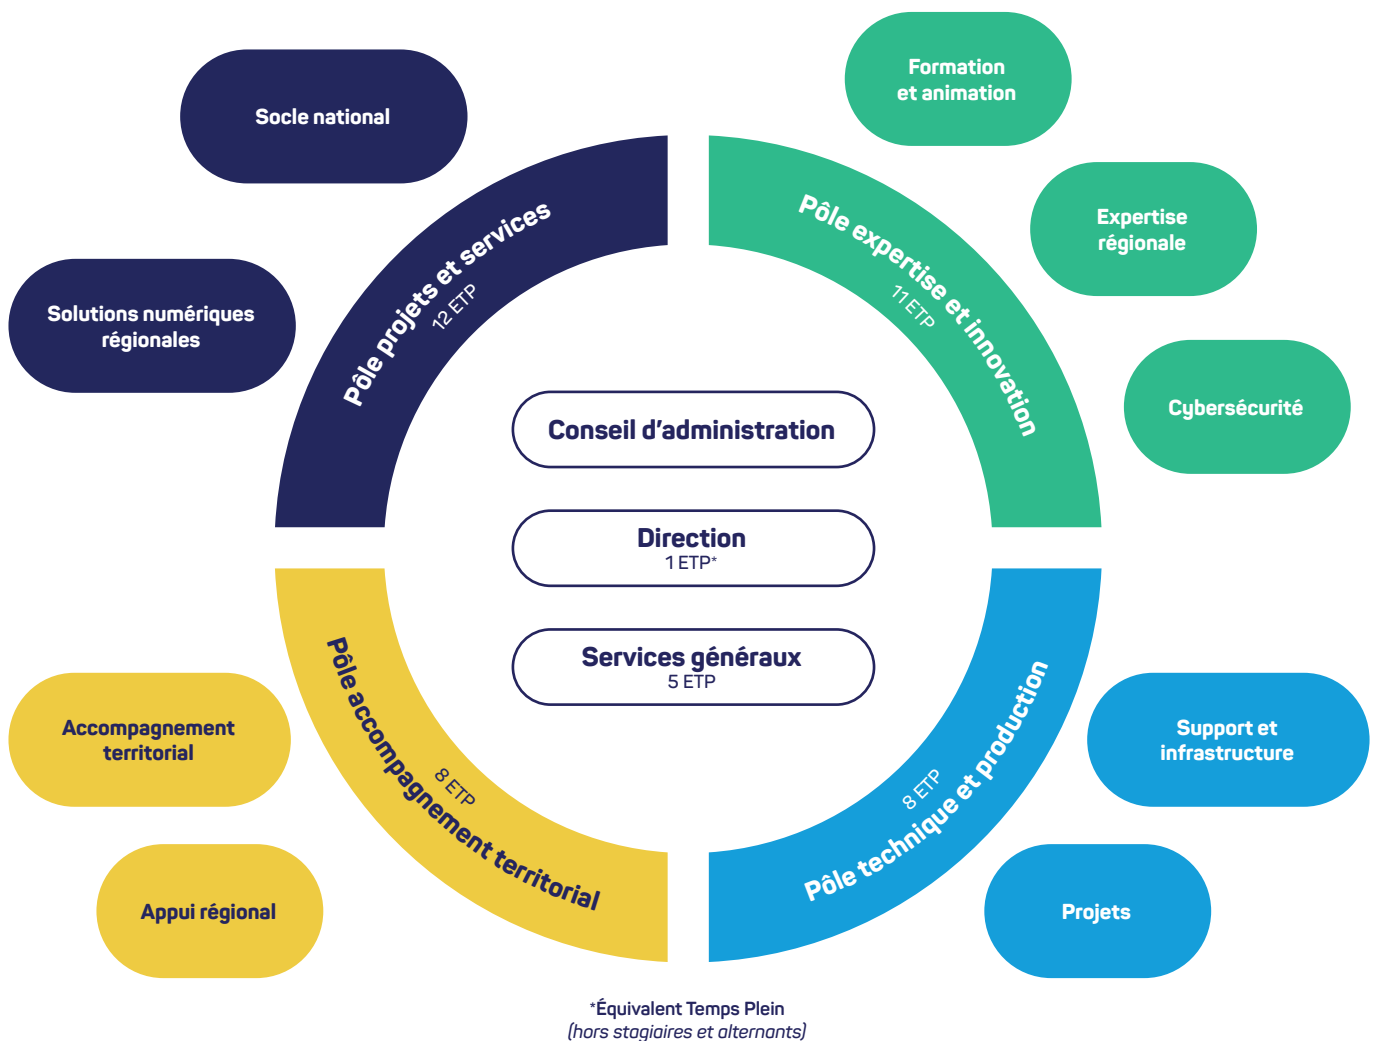 Socle national
Solutions numériques
régionales
Pôle projets et services
12 ETP
Formation
et animation
Expertise
régionale
Cybersécurité
Pôle expertise et innovation
11 ETP
Conseil d'administration
Direction
1 ETP*
Services généraux
5 ETP
Pôle accompagnement territorial
8 ETP
Accompagnement
territorial
Appui régional
Pôle technique et production
8 ETP
Support et
infrastructure
Projets
*Équivalent Temps Plein
(hors stagiaires et alternants)